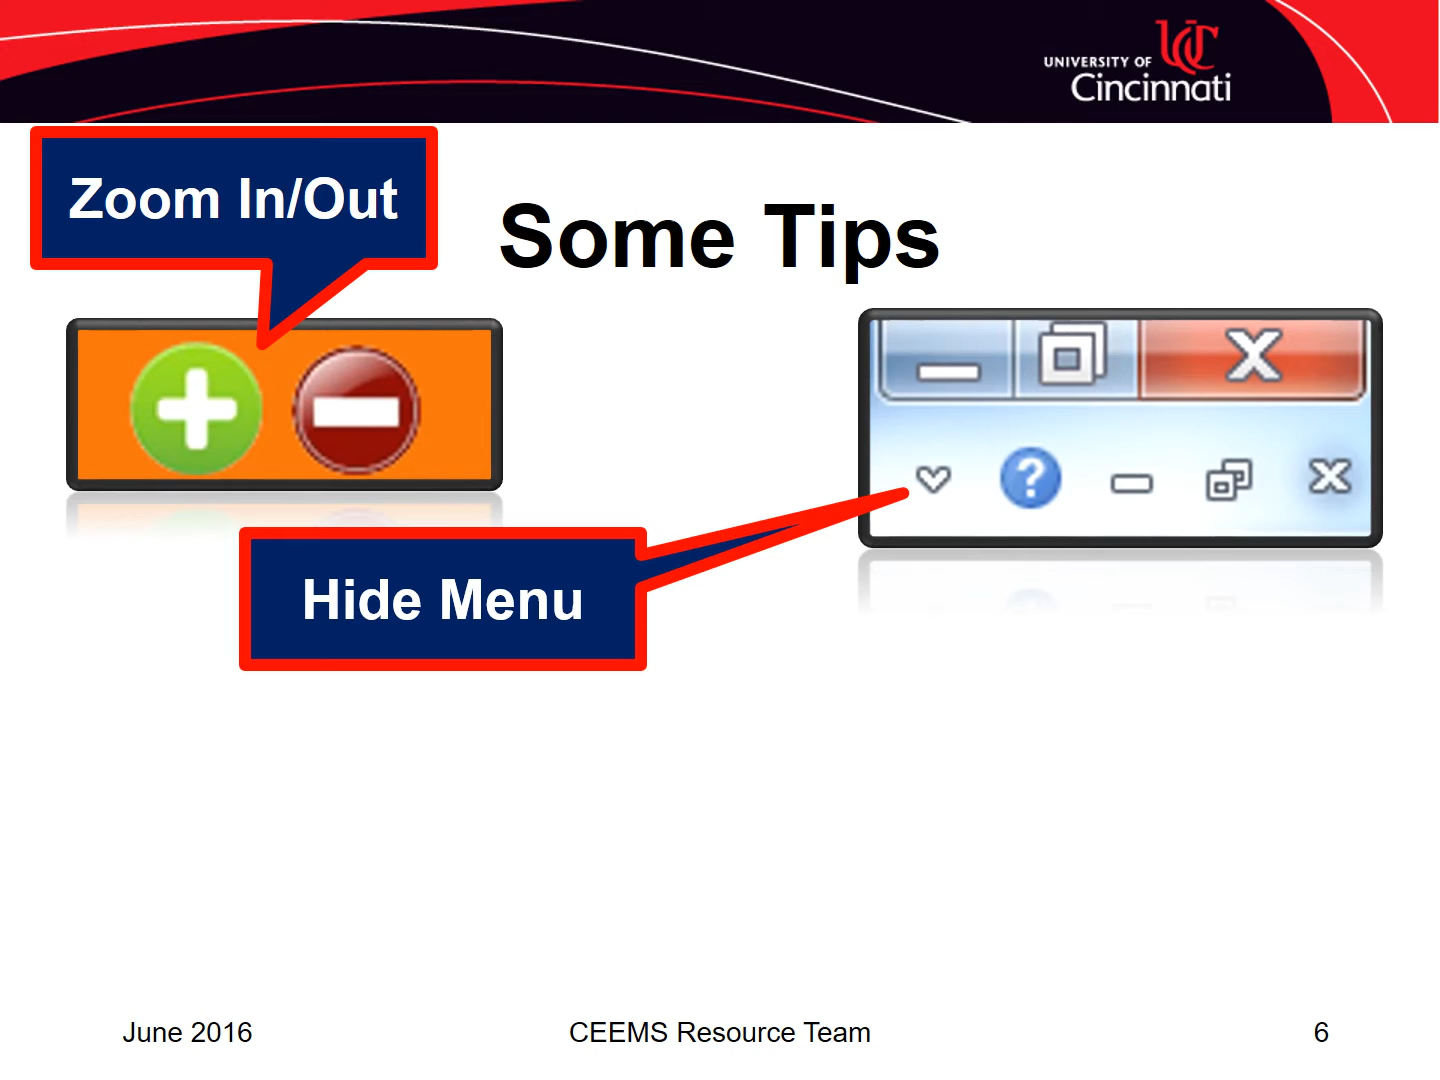 UNIVERSITY OF
Cincinnati
Zoom In/Out
Some Tips
Hide Menu
June 2016
CEEMS Resource Team
6